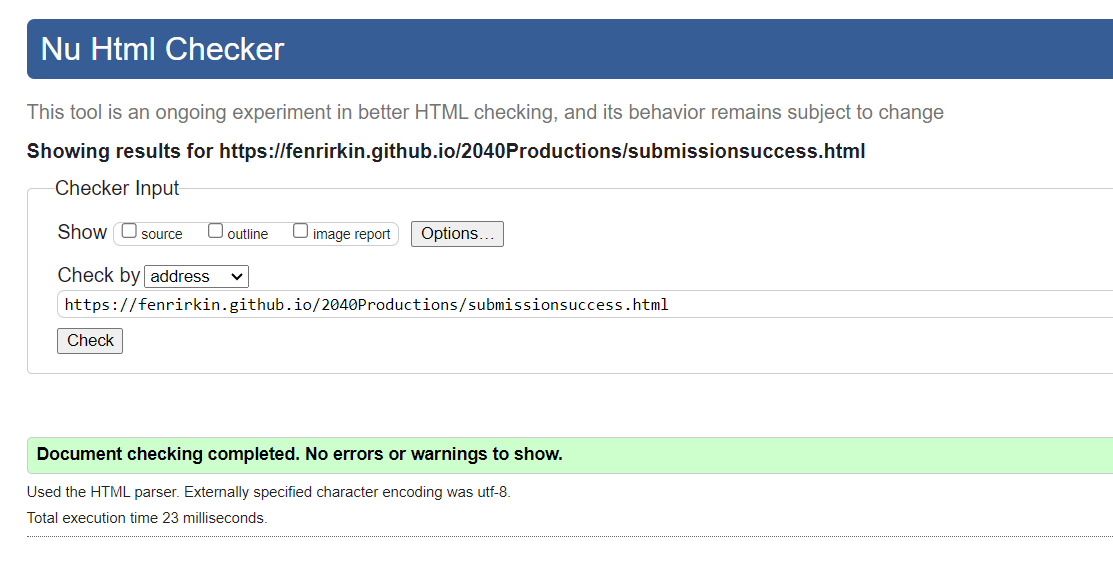 Nu Html Checker
This tool is an ongoing experiment in better HTML checking, and its behavior remains subject to change
Showing results for https://fenrirkin.github.io/2040Productions/submissionsuccess.html
Checker Input
Show source outline image report Options...
Check by address
https://fenrirkin.github.io/2040Productions/submissionsuccess.html
Check
Document checking completed. No errors or warnings to show.
Used the HTML parser. Externally specified character encoding was utf-8.
Total execution time 23 milliseconds.